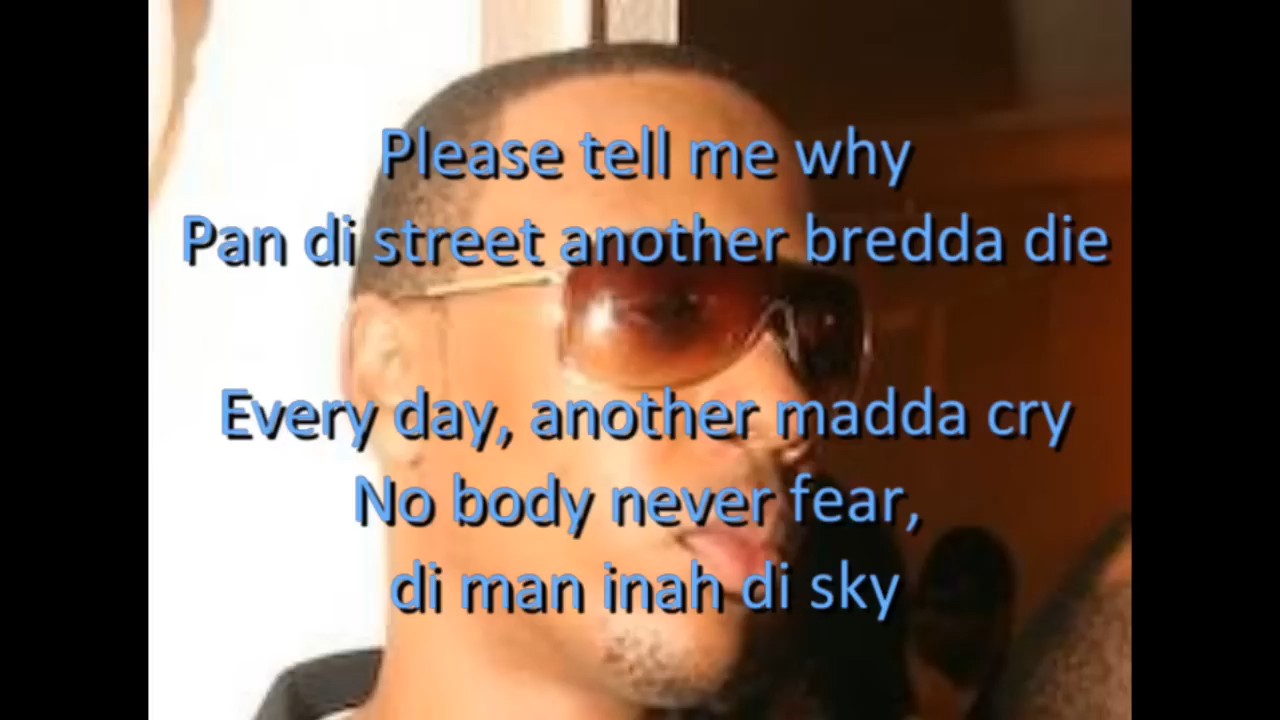 Please tell me why
Pan di street another bredda die
Every day, another madda cry
No body never fear,
di man inah di sky